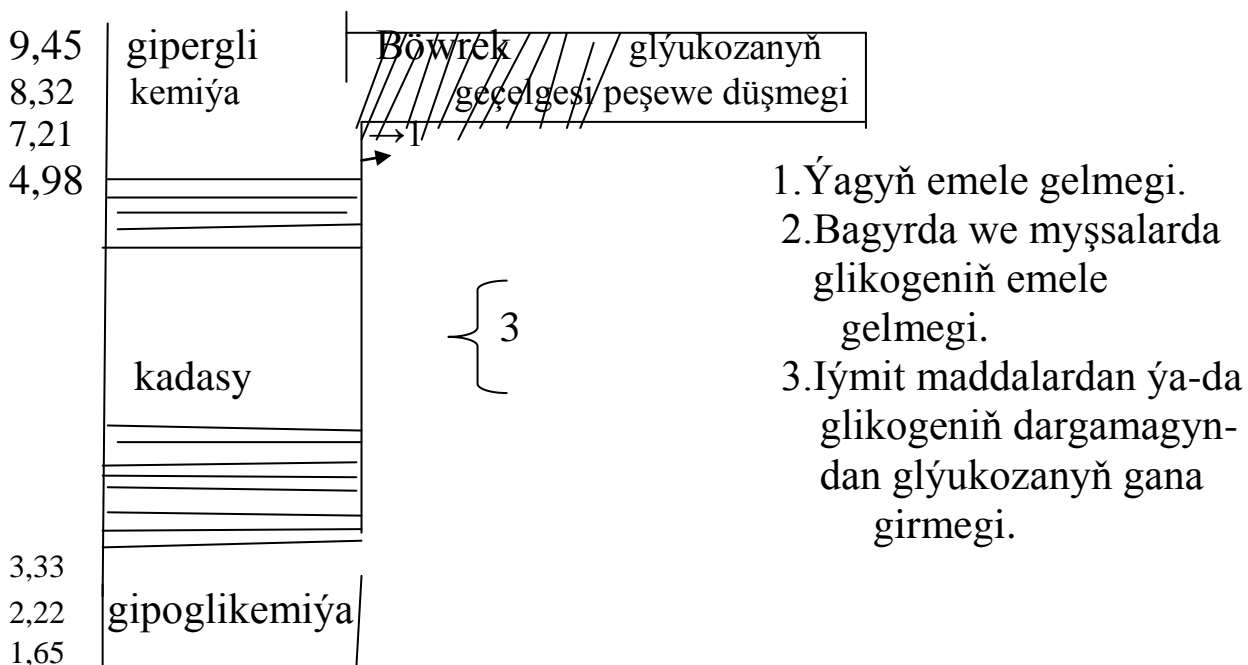 9,45 gipergli Böwrek glýukozanyň
8,32 kemiýa geçelgesi peşewe düşmegi
7,21 →1
4,98
1.Ýagyň emele gelmegi.
2.Bagyrda we myşsalarda
glikogeniň emele
gelmegi.
3
kadasy
3.Iýmit maddalardan ýa-da
glikogeniň dargamagyn-
dan glýukozanyň gana
girmegi.
3,33
2,22 gipoglikemiýa
1,65